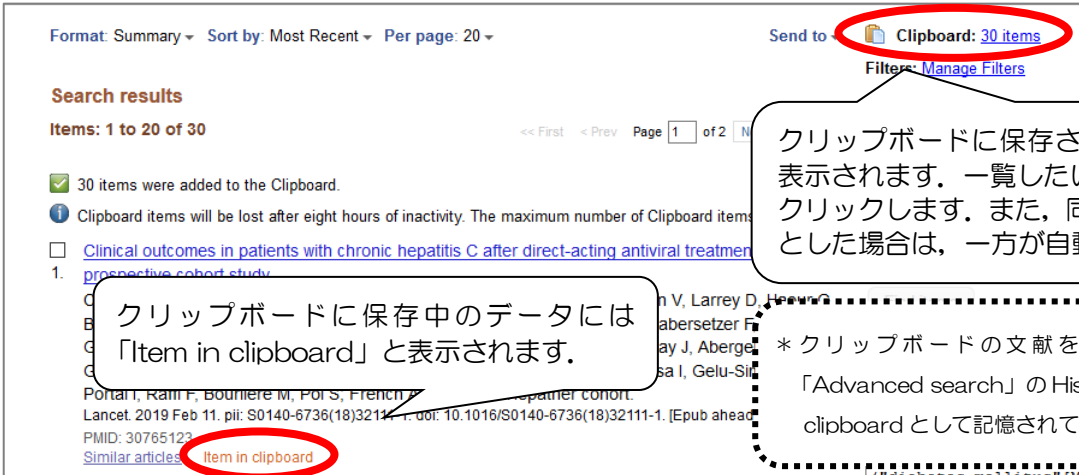 Format: Summary Sort by: Most Recent Per page: 20 Send to Clipboard: 30 items
Filters: Manage Filters
Search results
Items: 1 to 20 of 30 << First < Prev Page 1 of 2
30 items were added to the Clipboard.
Clipboard items will be lost after eight hours of inactivity. The maximum number of Clipboard items
Clinical outcomes in patients with chronic hepatitis C after direct-acting antiviral treatment
1. prospective cohort study
V, Larrey D,
ay J,
Gelu-
Portal I, Raffi F, Bourliere M, Pol S, French
cohort.
Lancet. 2019 Feb 11. pii: S0140-6736(18)32111-1. doi: 10.1016/S0140-6736(18)32111-1. [Epub ahead
PMID: 30765123
Similar articles Item in clipboard
クリップボードに保存さ
表示されます．一覧したい
クリックします．また，同
とした場合は，一方が自動
クリップボードに保存中のデータには
「Item in clipboard」と表示されます．
＊クリップボードの文献を
「Advanced search」の His
clipboard として記憶されて